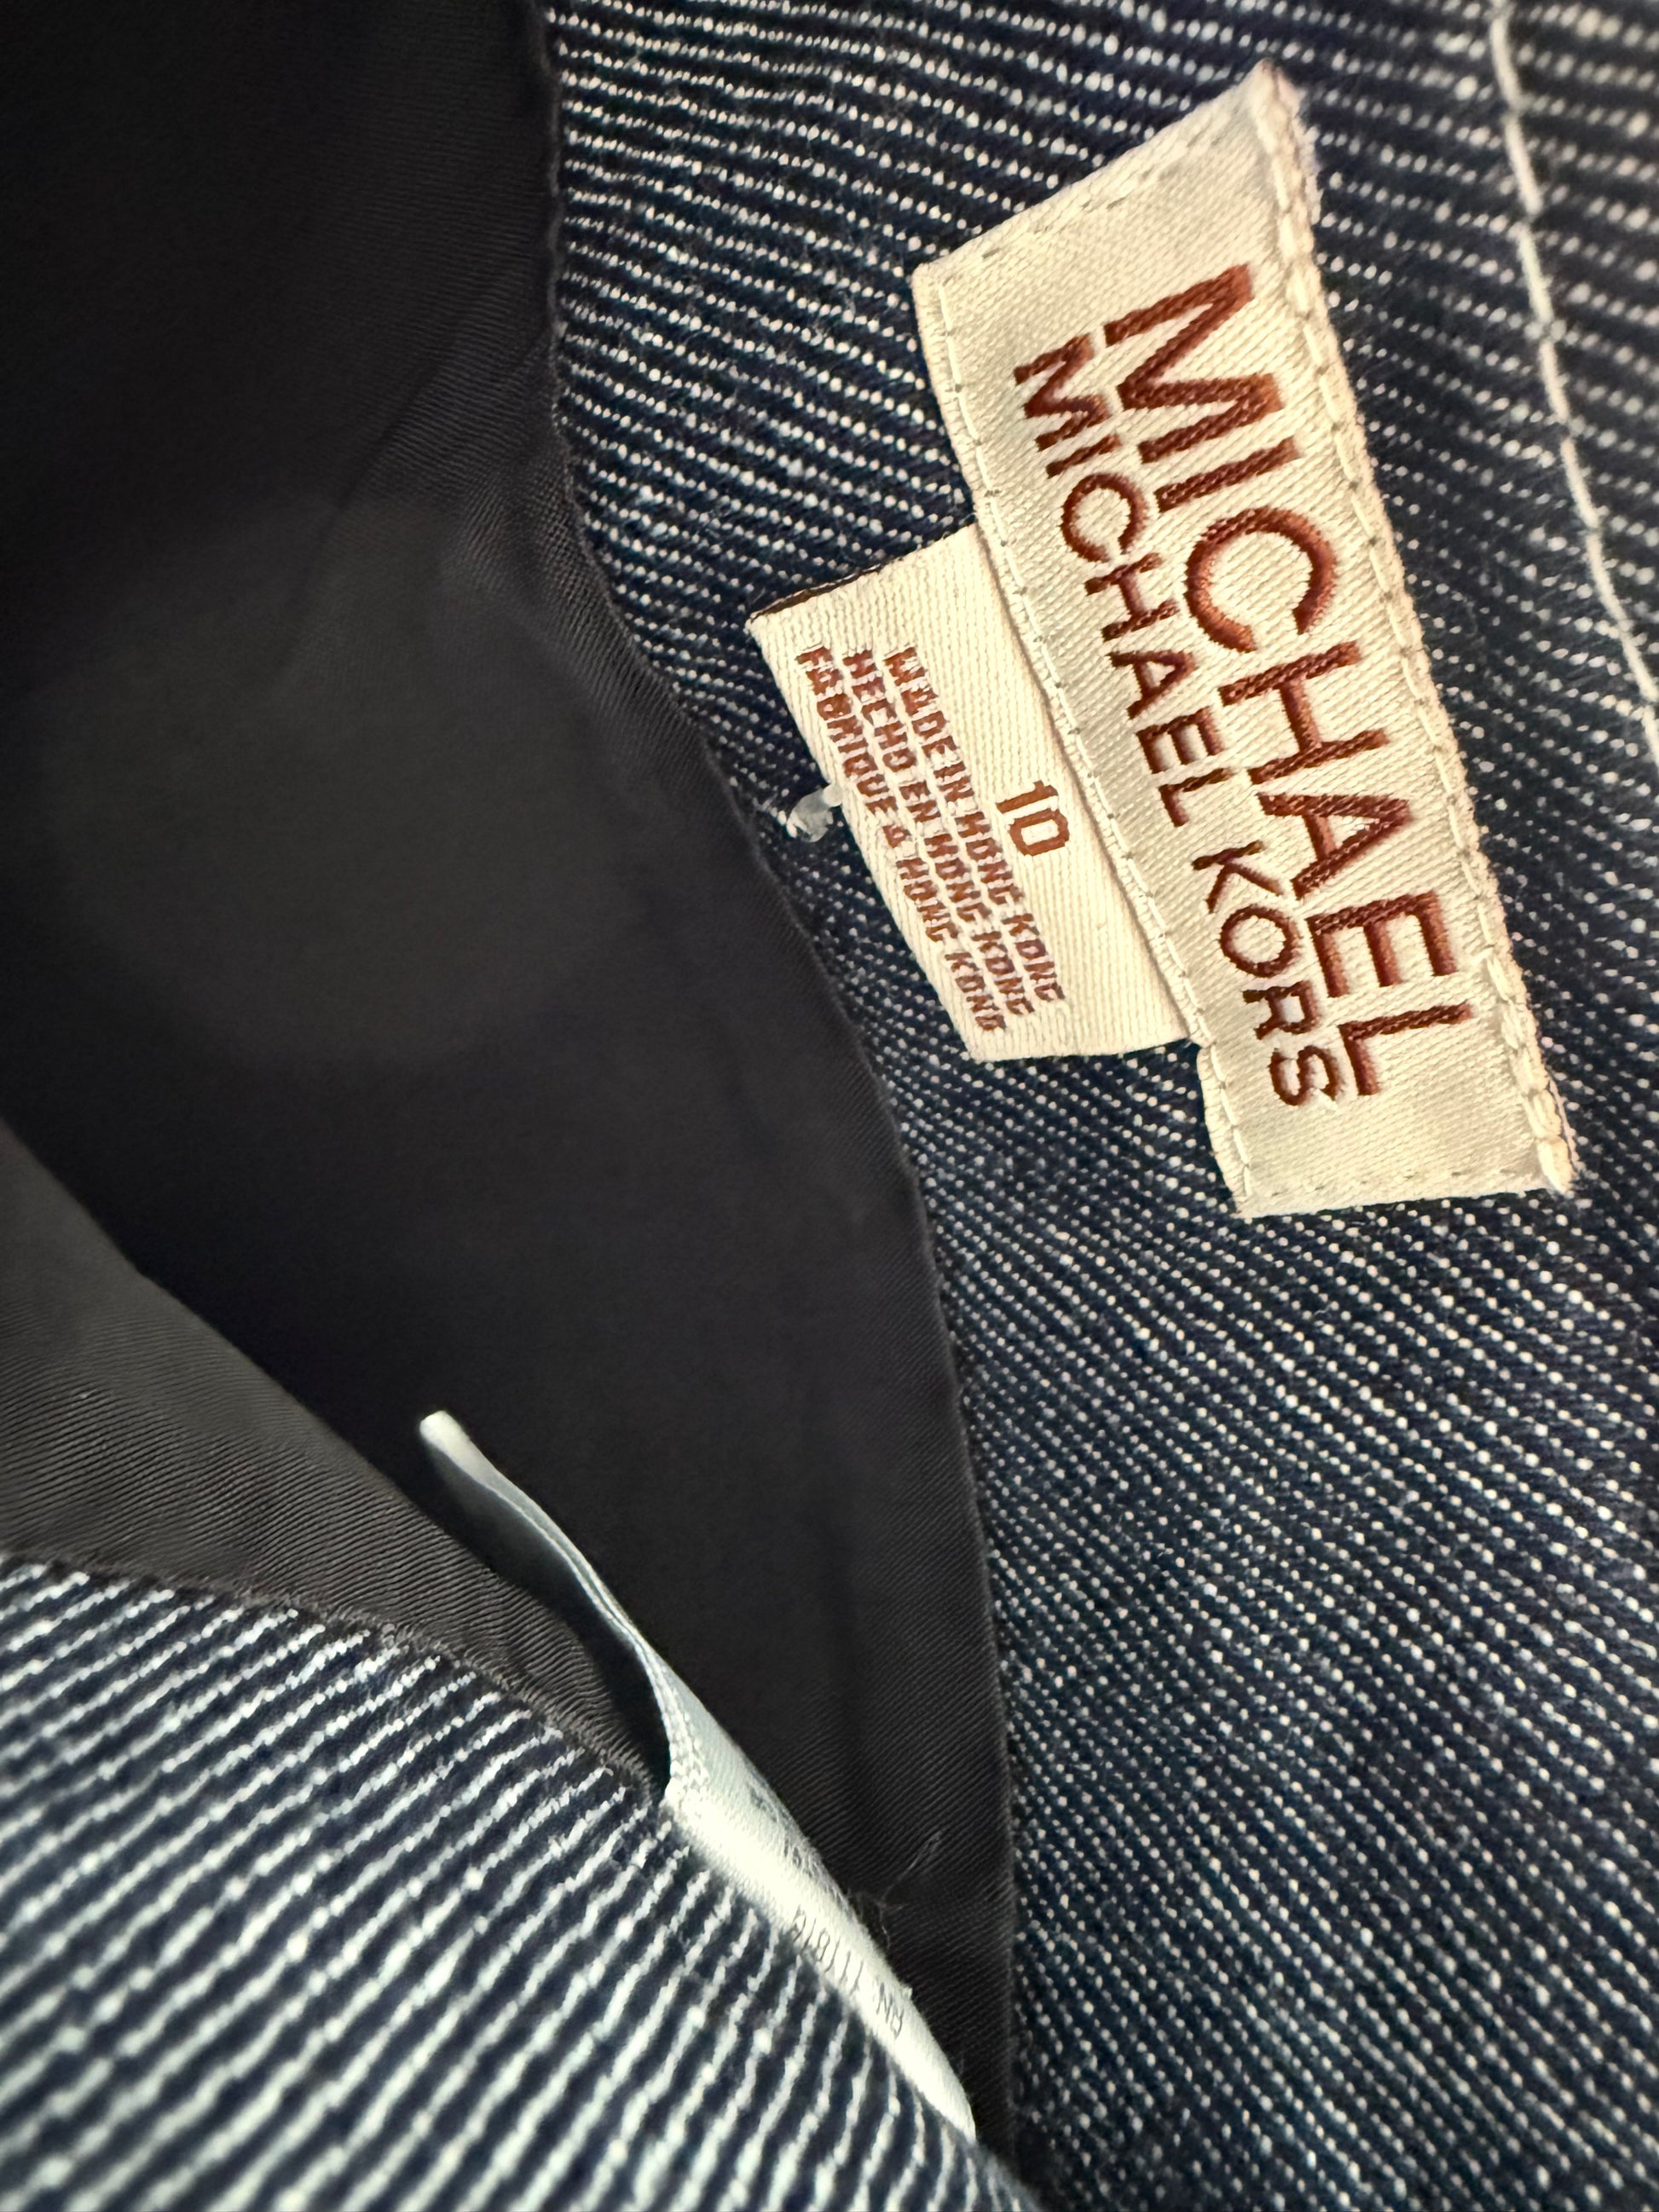 MICHAEL
MICHAEL KORS
10
MADE IN HONG KONG
HECHO EN HONG KONG
FABRIQUE A HONG KONG